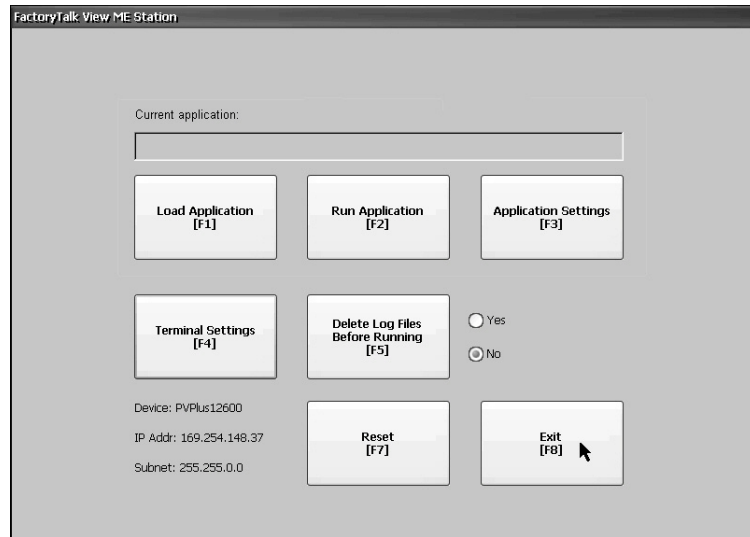 FactoryTalk View ME Station
Current application:
Load Application
[F1]
Run Application
[F2]
Application Settings
[F3]
Terminal Settings
[F4]
Delete Log Files
Before Running
[F5]
Yes
No
Device: PVPlus12600
IP Addr: 169.254.148.37
Subnet: 255.255.0.0
Reset
[F7]
Exit
[F8]